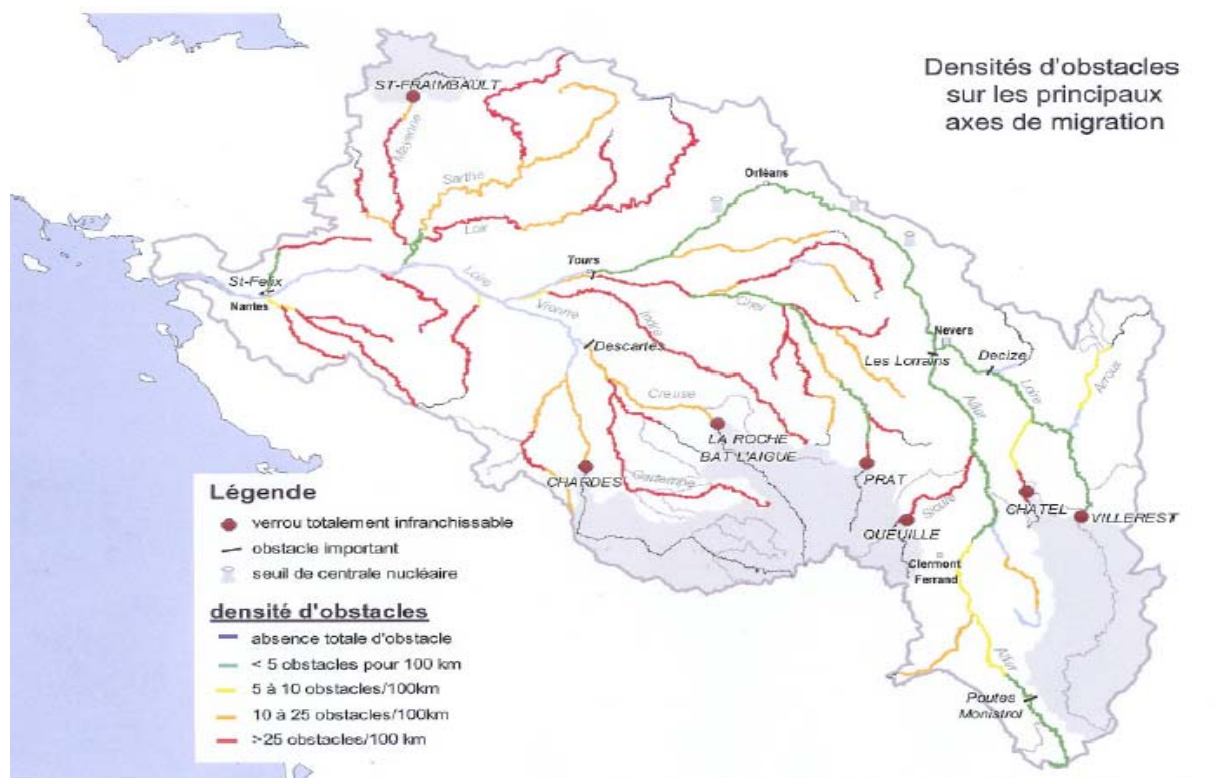 Densités d'obstacles
sur les principaux
axes de migration
ST-FRAIMBAULT
Mayenne
Sarthe
Loir
Orléans
St-Felix
Nantes
Loire
Tours
Vienne
Cher
Indre
Descartes
Nevers
Les Lorrains
Decize
Loire
Arroux
Creuse
Allier
LA ROCHE
BAT L'AIGUE
CHARDES
Gartempe
PRAT
Sioule
QUEUILLE
CHATEL
VILLEREST
Clermont
Ferrand
Allier
Poutes
Monistrol
Légende
verrou totalement infranchissable
obstacle important
seuil de centrale nucléaire
densité d'obstacles
absence totale d'obstacle
< 5 obstacles pour 100 km
5 à 10 obstacles/100km
10 à 25 obstacles/100km
>25 obstacles/100 km